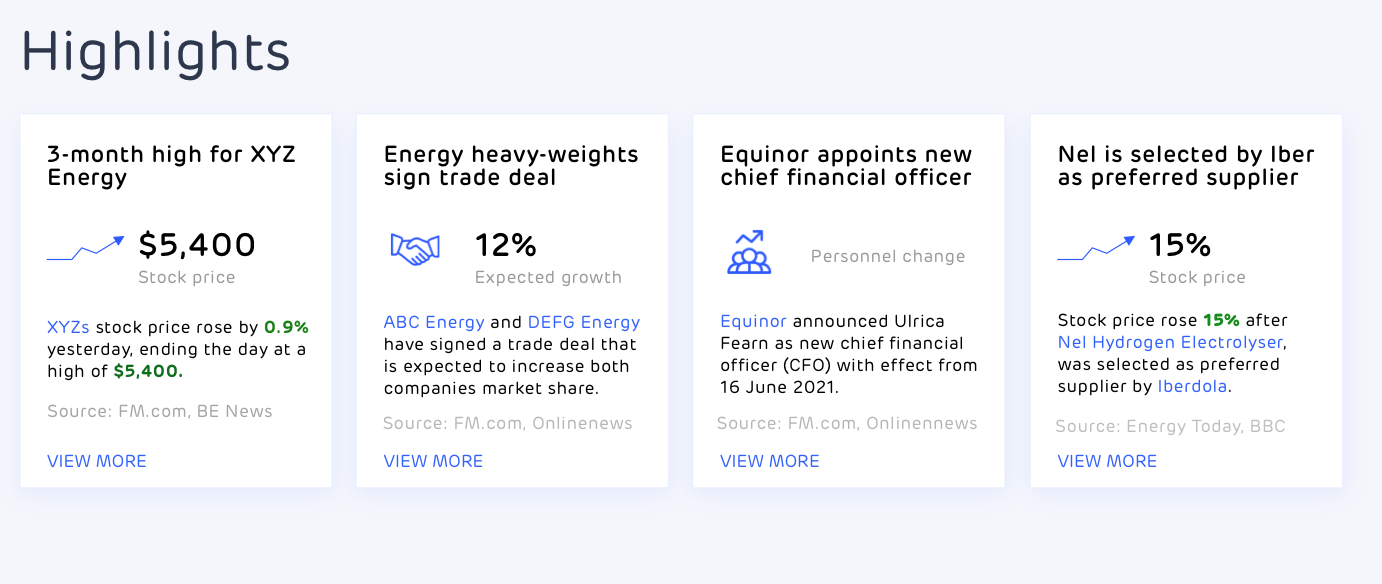 Highlights
3-month high for XYZ
Energy
$5,400
Stock price
XYZs stock price rose by 0.9%
yesterday, ending the day at a
high of $5,400.
Source: FM.com, BE News
VIEW MORE
Energy heavy-weights
sign trade deal
12%
Expected growth
ABC Energy and DEFG Energy
have signed a trade deal that
is expected to increase both
companies market share.
Source: FM.com, Onlinenews
VIEW MORE
Equinor appoints new
chief financial officer
Personnel change
Equinor announced Ulrica
Fearn as new chief financial
officer (CFO) with effect from
16 June 2021.
Source: FM.com, Onlinennews
VIEW MORE
Nel is selected by Iber
as preferred supplier
15%
Stock price
Stock price rose 15% after
Nel Hydrogen Electrolyser,
was selected as preferred
supplier by Iberdola.
Source: Energy Today, BBC
VIEW MORE